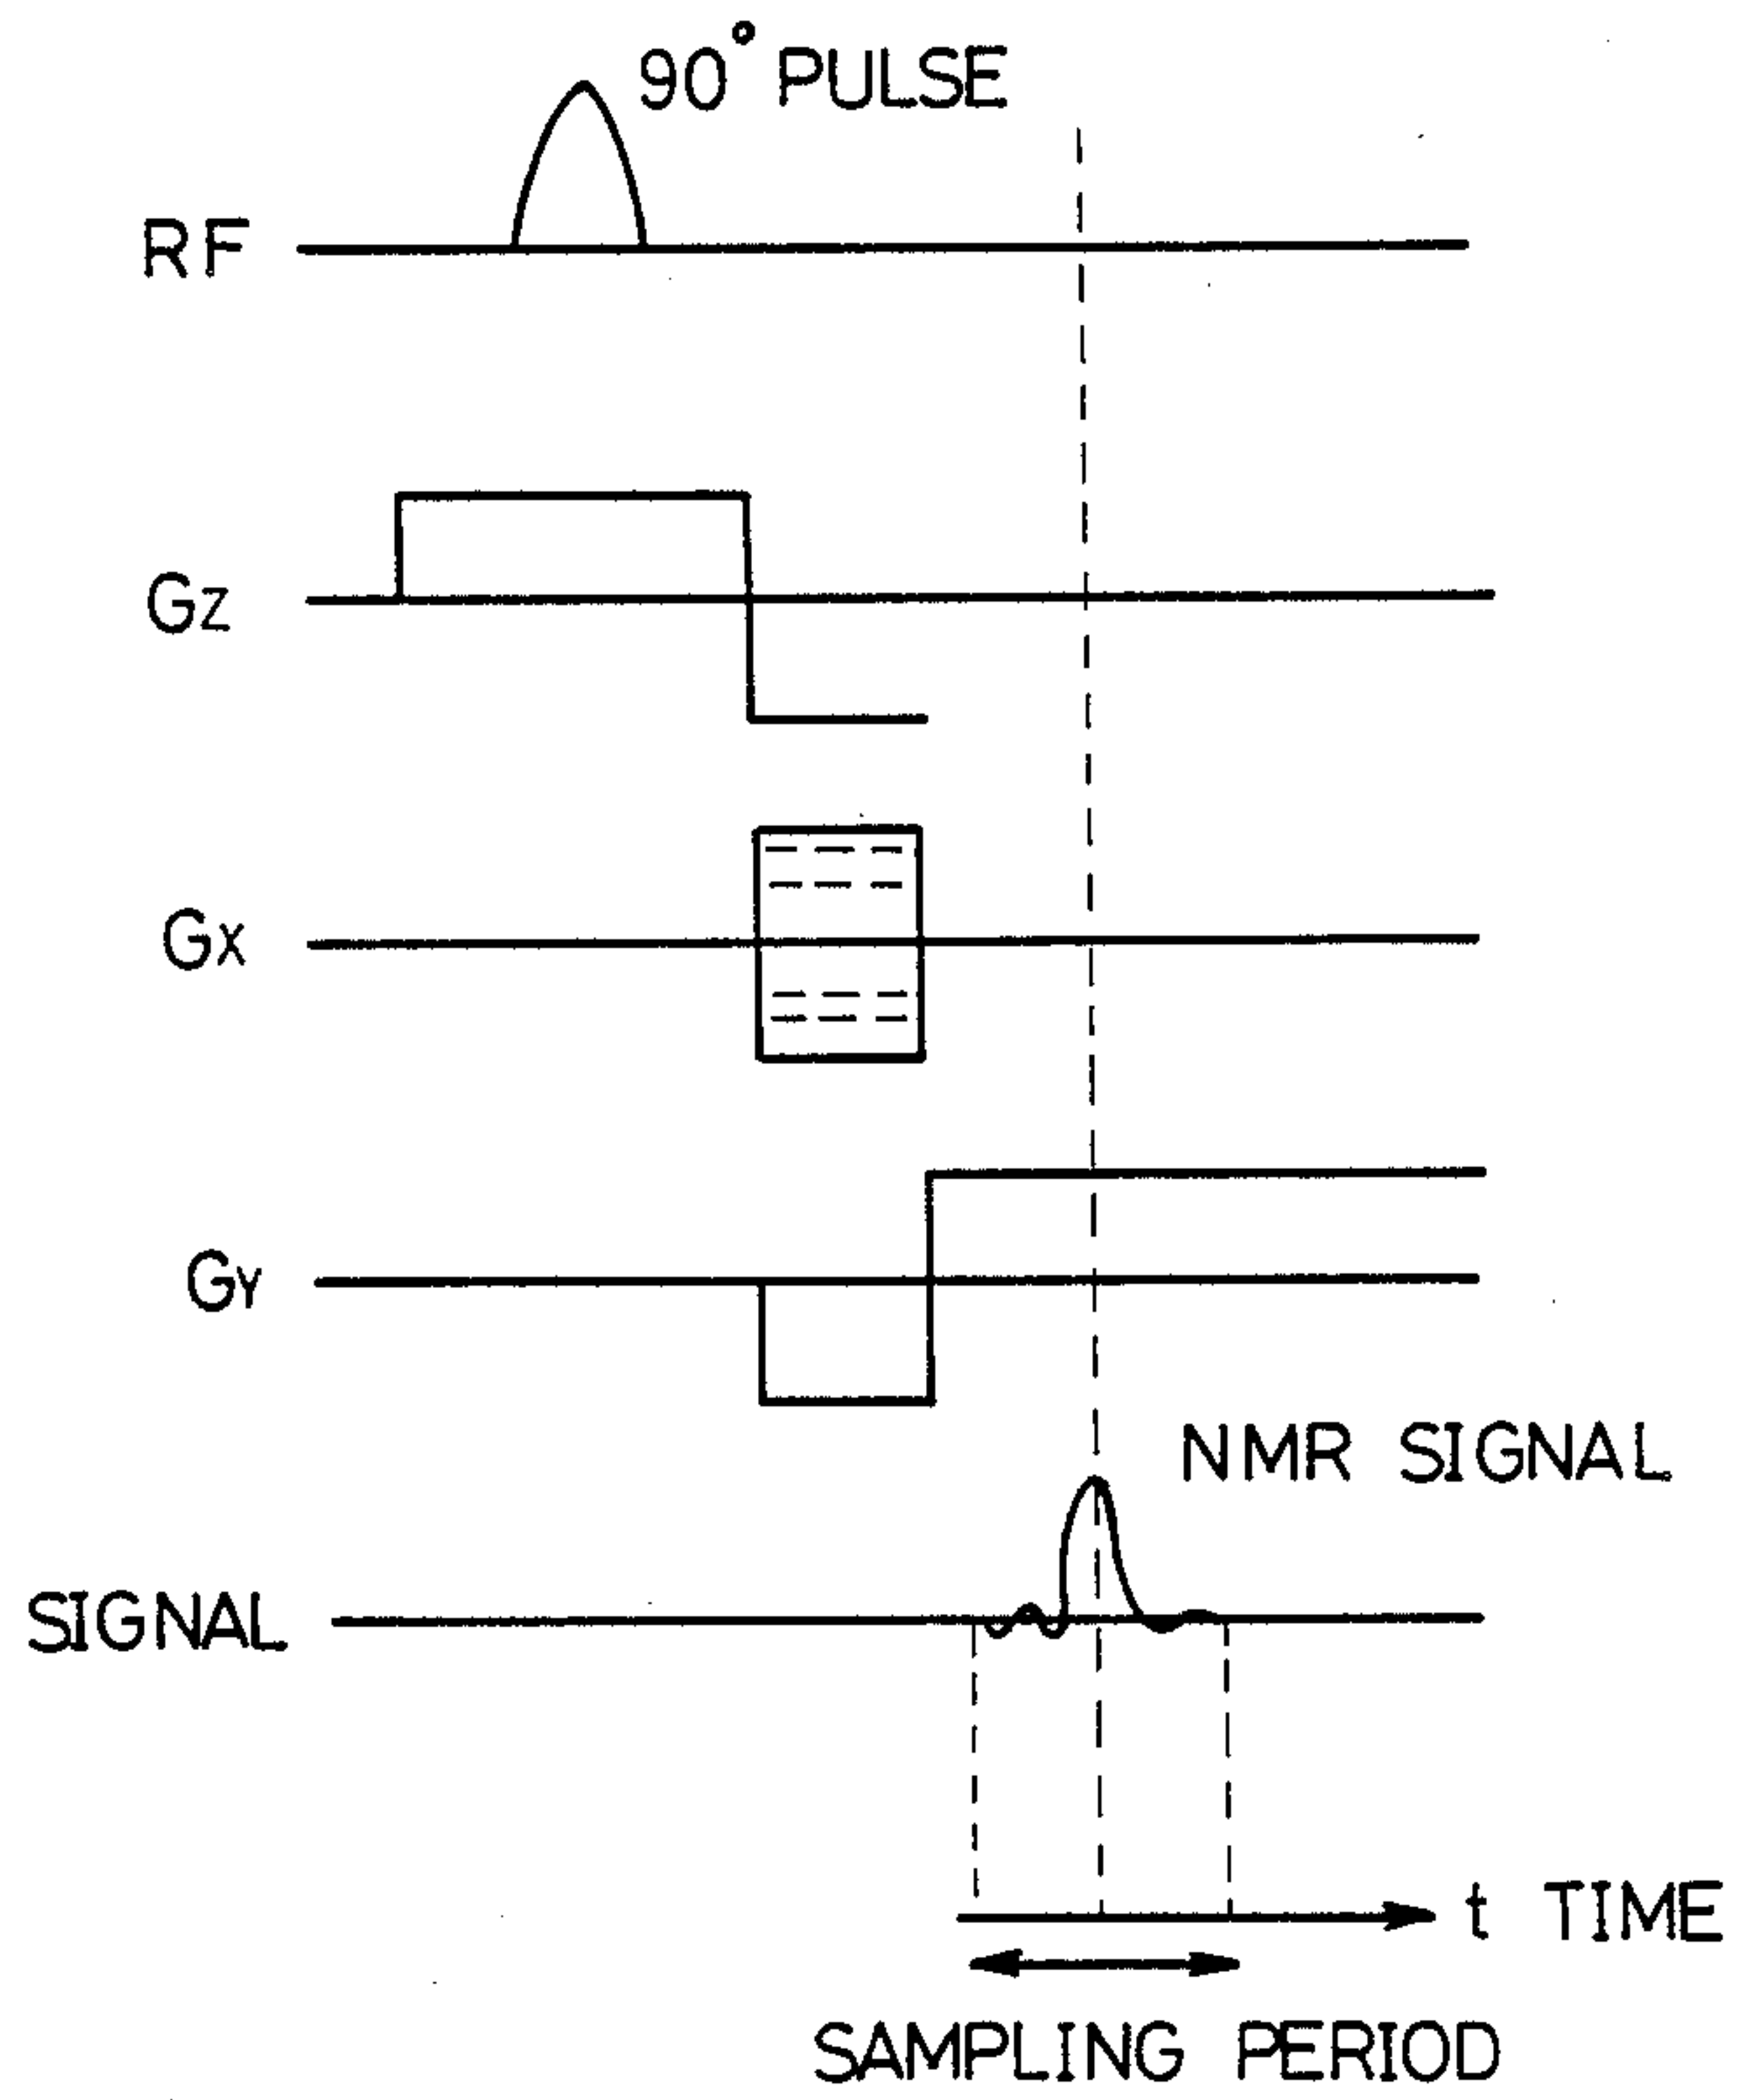 90° PULSE
RF
Gz
Gx
Gy
NMR SIGNAL
SIGNAL
t TIME
SAMPLING PERIOD